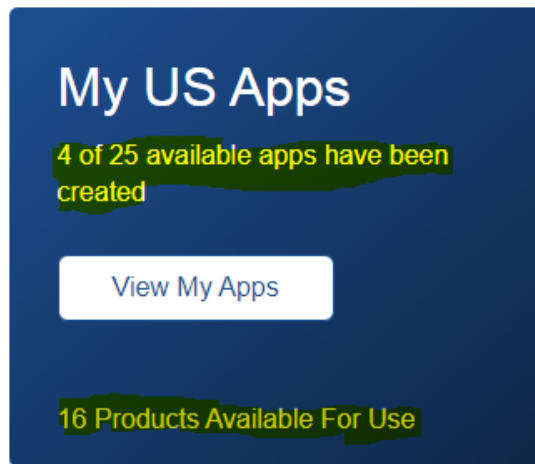 My US Apps
4 of 25 available apps have been
created
View My Apps
16 Products Available For Use